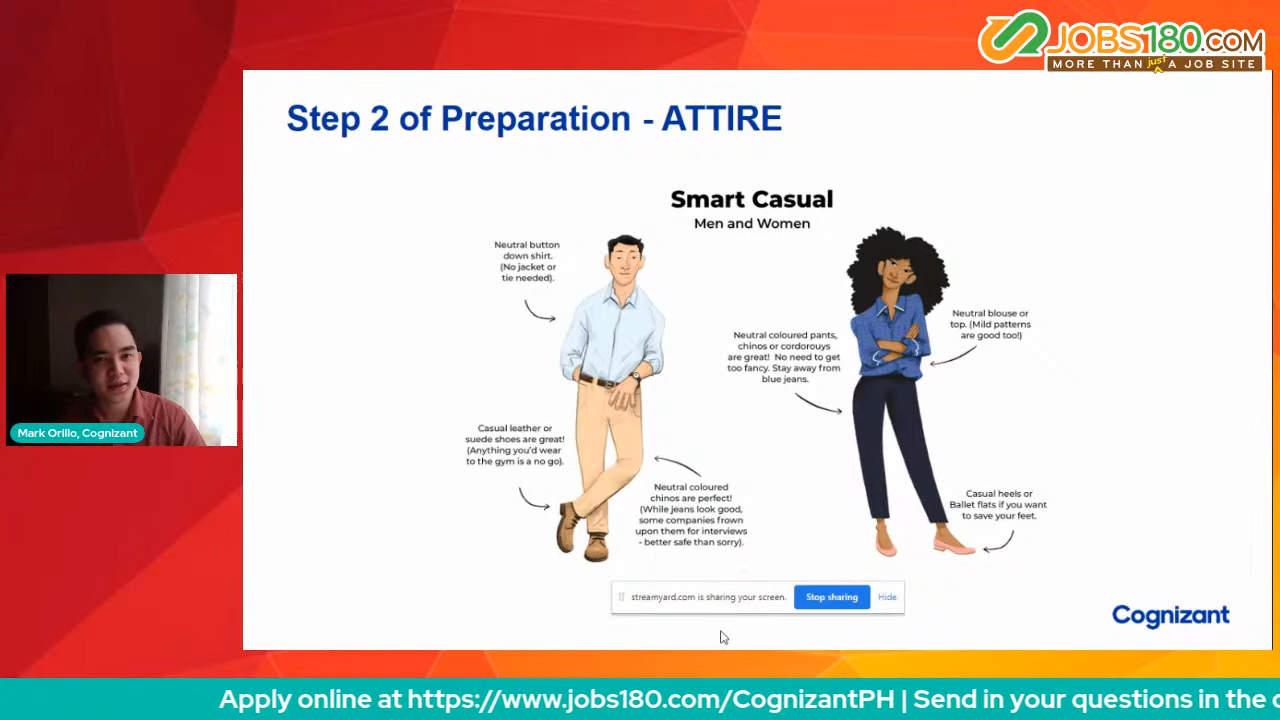 JOBS180.COM
MORE THAN just A JOB SITE
Step 2 of Preparation - ATTIRE
Smart Casual
Men and Women
Neutral button
down shirt.
(No jacket or
tie needed).
Neutral blouse or
top. (Mild patterns
are good too!)
Neutral coloured pants,
chinos or cordorouys
are great! No need to get
too fancy. Stay away from
blue jeans.
Mark Orillo, Cognizant
Casual leather or
suede shoes are great!
(Anything you'd wear
to the gym is a no go).
Neutral coloured
chinos are perfect!
(While jeans look good,
some companies frown
upon them for interviews
- better safe than sorry).
Casual heels or
Ballet flats if you want
to save your feet.
streamyard.com is sharing your screen.
Stop sharing
Hide
Cognizant
Apply online at https://www.jobs180.com/CognizantPH | Send in your questions in the